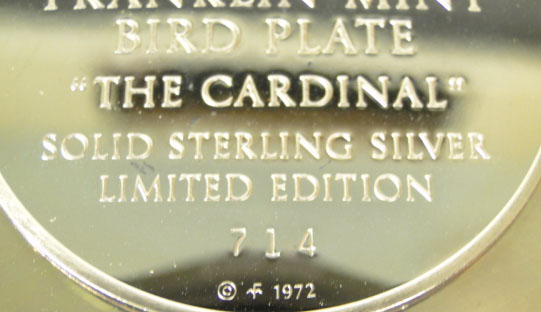 FRANKLIN MINT
BIRD PLATE
"THE CARDINAL"
SOLID STERLING SILVER
LIMITED EDITION
714
© 1972